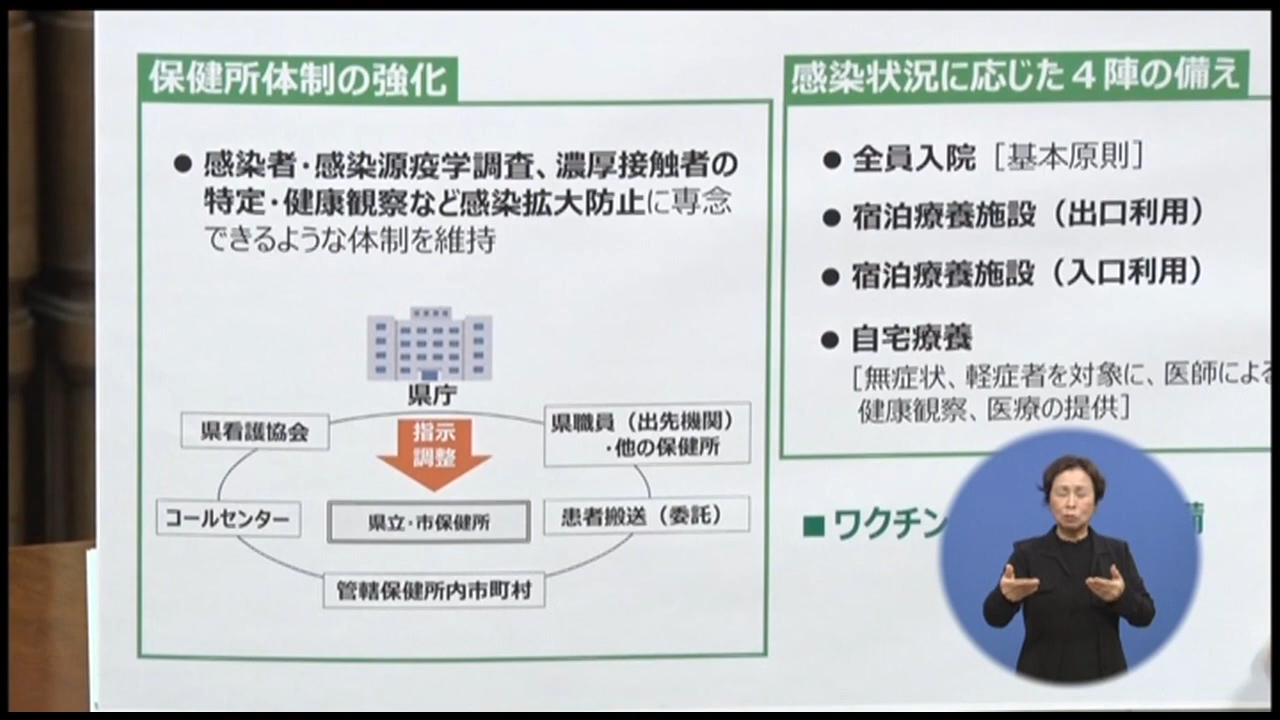 保健所体制の強化
● 感染者・感染源疫学調査、濃厚接触者の
特定・健康観察など感染拡大防止に専念
できるような体制を維持
県庁
指示
調整
県看護協会
県職員（出先機関）
・他の保健所
コールセンター
県立・市保健所
患者搬送（委託）
管轄保健所内市町村
感染状況に応じた４陣の備え
● 全員入院［基本原則］
● 宿泊療養施設（出口利用）
● 宿泊療養施設（入口利用）
● 自宅療養
［無症状、軽症者を対象に、医師による
健康観察、医療の提供］
■ ワクチン
備